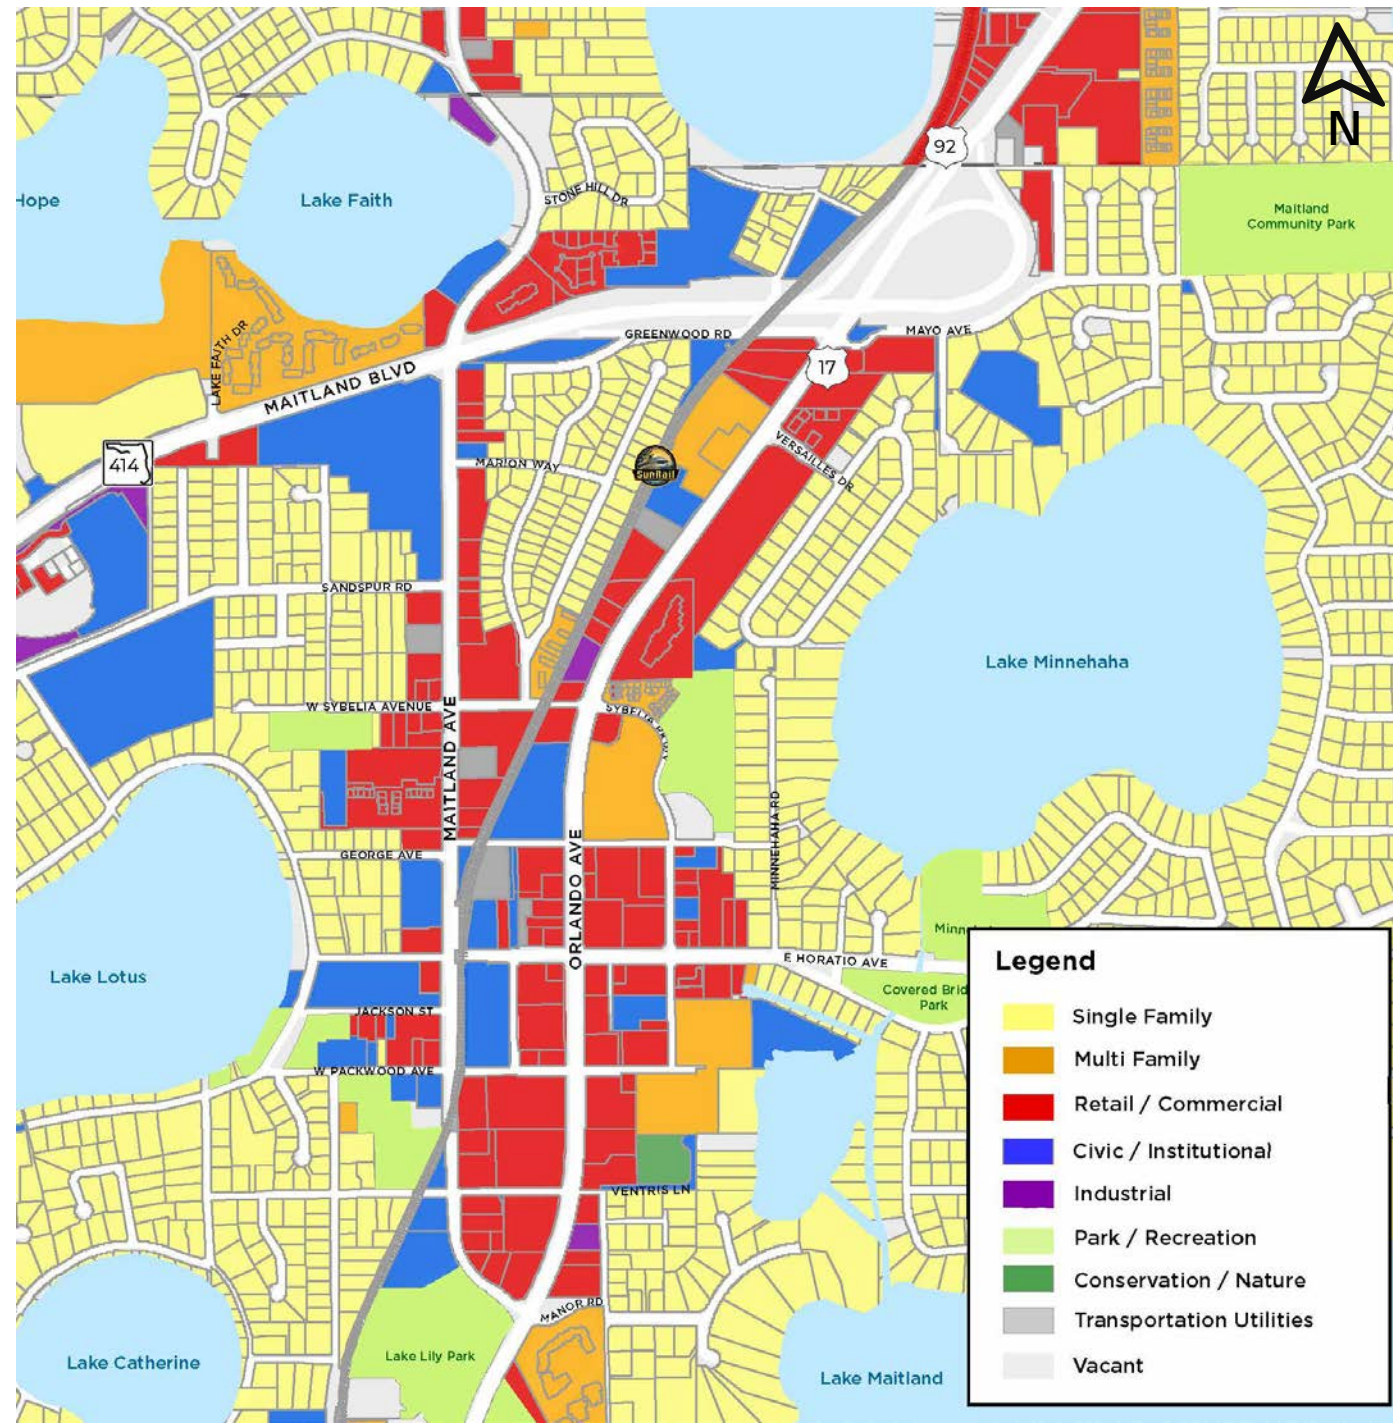 N
92
Hope
Lake Faith
STONE HILL DR
Maitland
Community Park
GREENWOOD RD
MAYO AVE
LAKE FAITH DR
MAITLAND BLVD
17
414
MARION WAY
SunRail
VERSAILLES DR
SANDSPUR RD
Lake Minnehaha
W SYBELIA AVENUE
SYBELIA
MAITLAND AVE
MINNEHAHA RD
GEORGE AVE
ORLANDO AVE
Minne
E HORATIO AVE
Lake Lotus
Covered Brid
Park
JACKSON ST
W PACKWOOD AVE
VENTRIS LN
MANOR RD
Lake Lily Park
Lake Catherine
Lake Maitland
Legend
Single Family
Multi Family
Retail / Commercial
Civic / Institutional
Industrial
Park / Recreation
Conservation / Nature
Transportation Utilities
Vacant